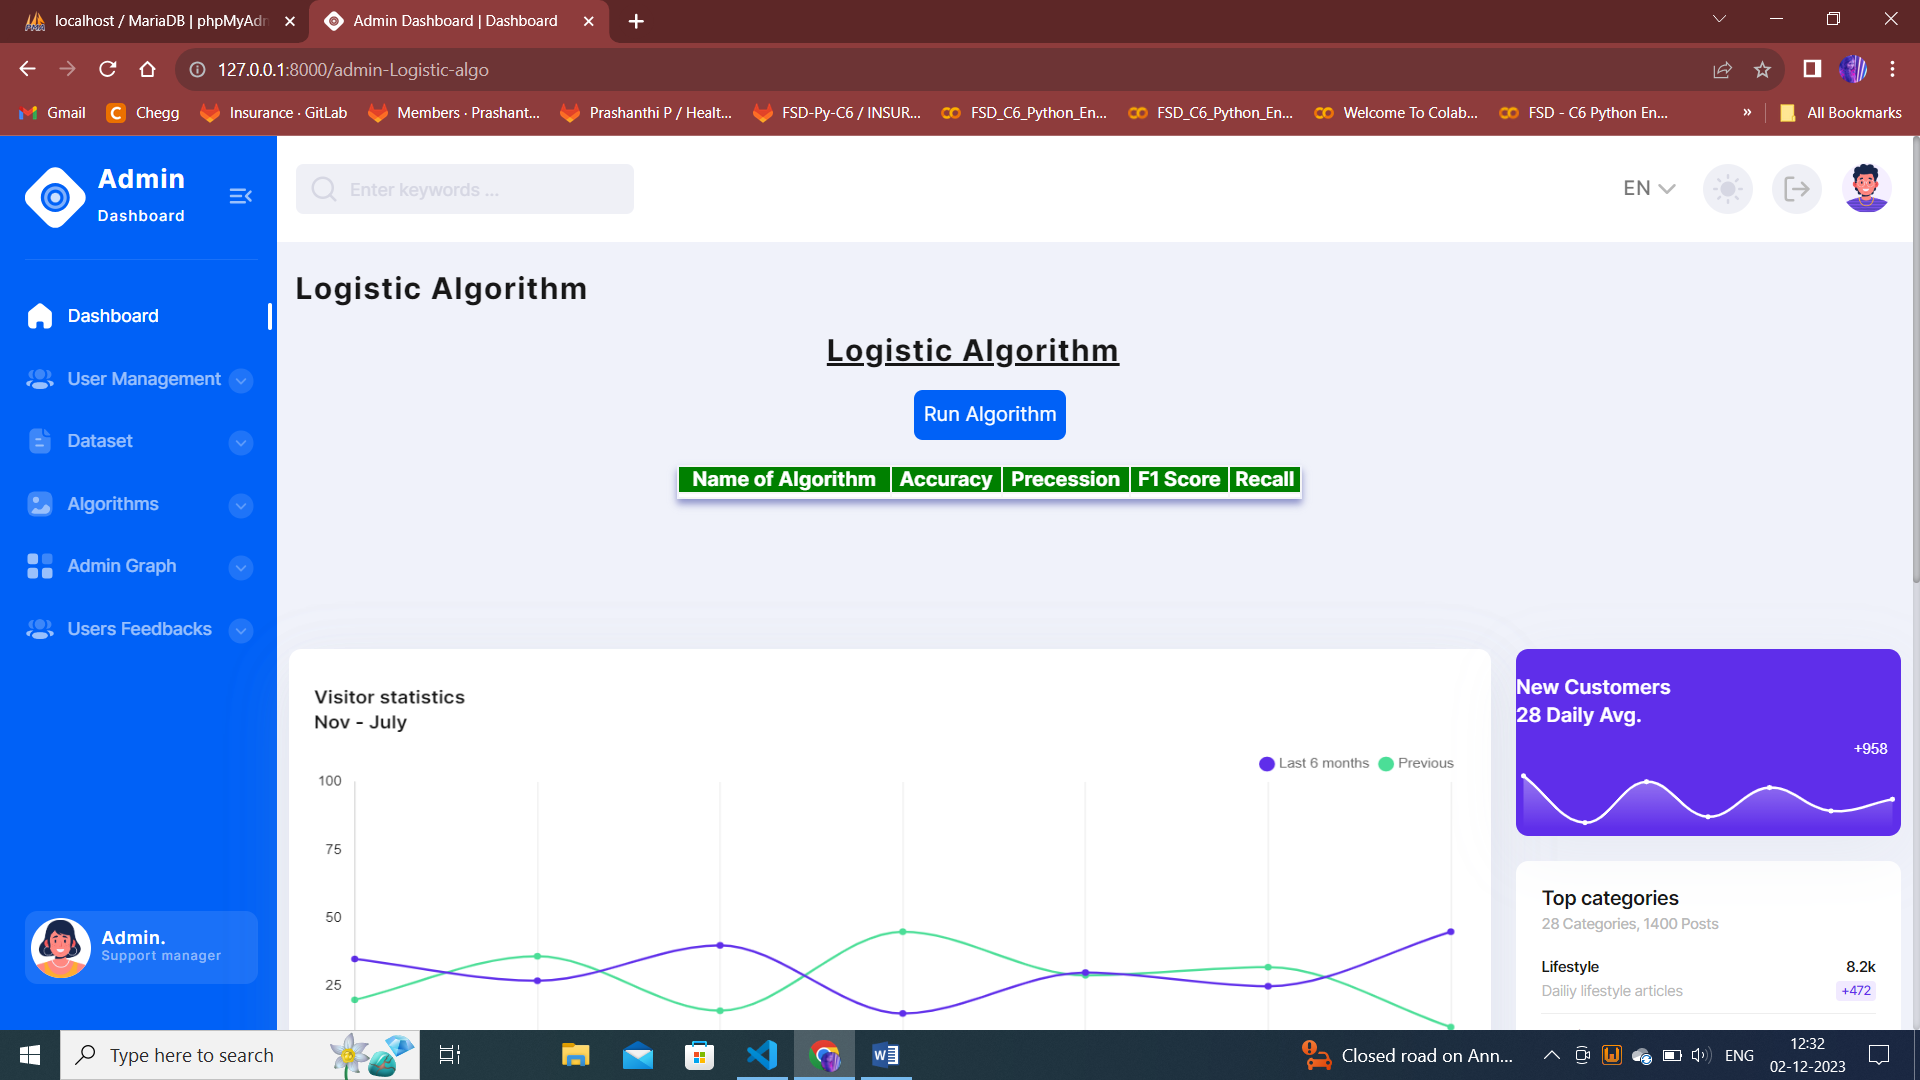 localhost / MariaDB | phpMyAdn
Admin Dashboard | Dashboard
127.0.0.1:8000/admin-Logistic-algo
Gmail
Chegg
Insurance · GitLab
Members · Prashant...
Prashanthi P / Healt...
FSD-Py-C6 / INSUR...
FSD_C6_Python_En...
FSD_C6_Python_En...
Welcome To Colab...
FSD - C6 Python En...
»
All Bookmarks
Admin
Dashboard
Enter keywords ...
EN
Dashboard
User Management
Dataset
Algorithms
Admin Graph
Users Feedbacks
Admin.
Support manager
Logistic Algorithm
Logistic Algorithm
Run Algorithm
Name of Algorithm Accuracy Precession F1 Score Recall
Visitor statistics
Nov - July
Last 6 months Previous
100
75
50
25
New Customers
28 Daily Avg.
+958
Top categories
28 Categories, 1400 Posts
Lifestyle 8.2k
Dailiy lifestyle articles +472
Type here to search
Closed road on Ann...
ENG
12:32
02-12-2023